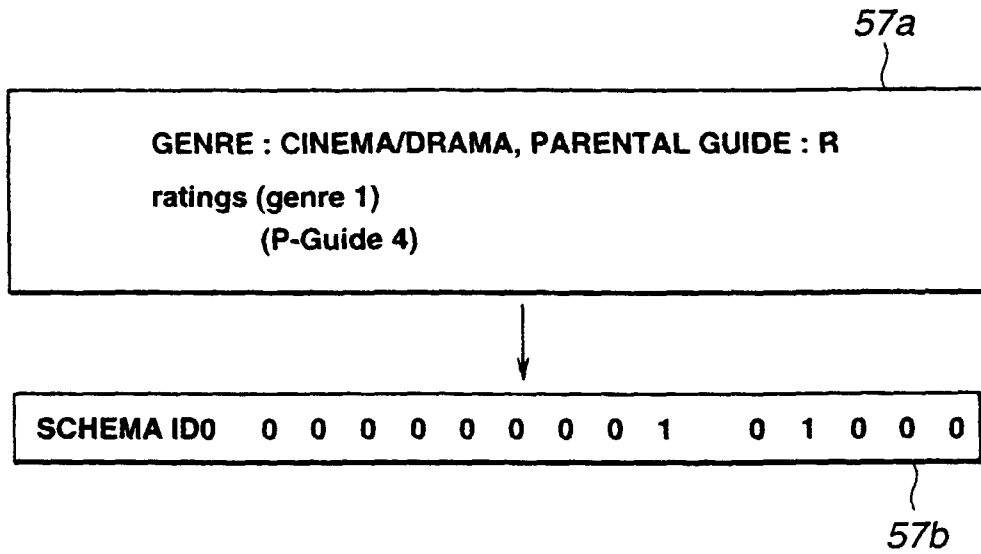 57a
GENRE : CINEMA/DRAMA, PARENTAL GUIDE : R
ratings (genre 1)
(P-Guide 4)
SCHEMA ID0 0 0 0 0 0 0 0 0 1 0 1 0 0 0
57b